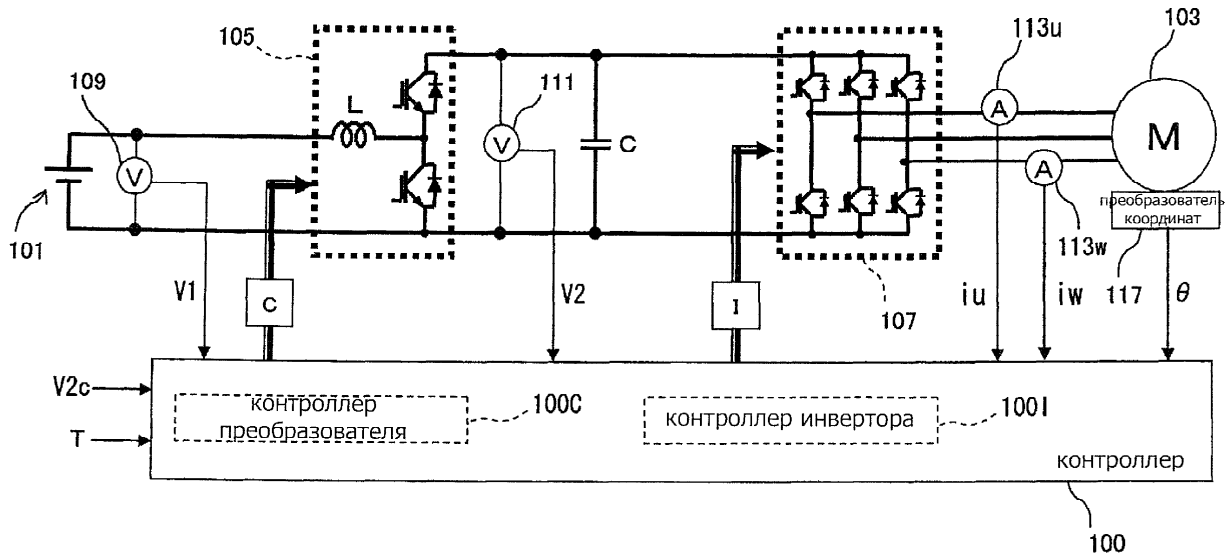 105
113u
103
109
111
L
A
V
V
C
M
A
преобразователь
координат
101
113w
117
107
V1
C
V2
I
iu
iw
θ
V2c
T
контроллер
преобразователя
100C
контроллер инвертора
100I
контроллер
100